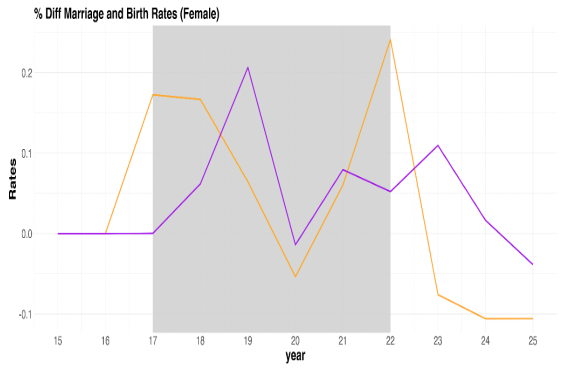 % Diff Marriage and Birth Rates (Female)
Rates
0.2
0.1
0.0
-0.1
15 16 17 18 19 20 21 22 23 24 25
year